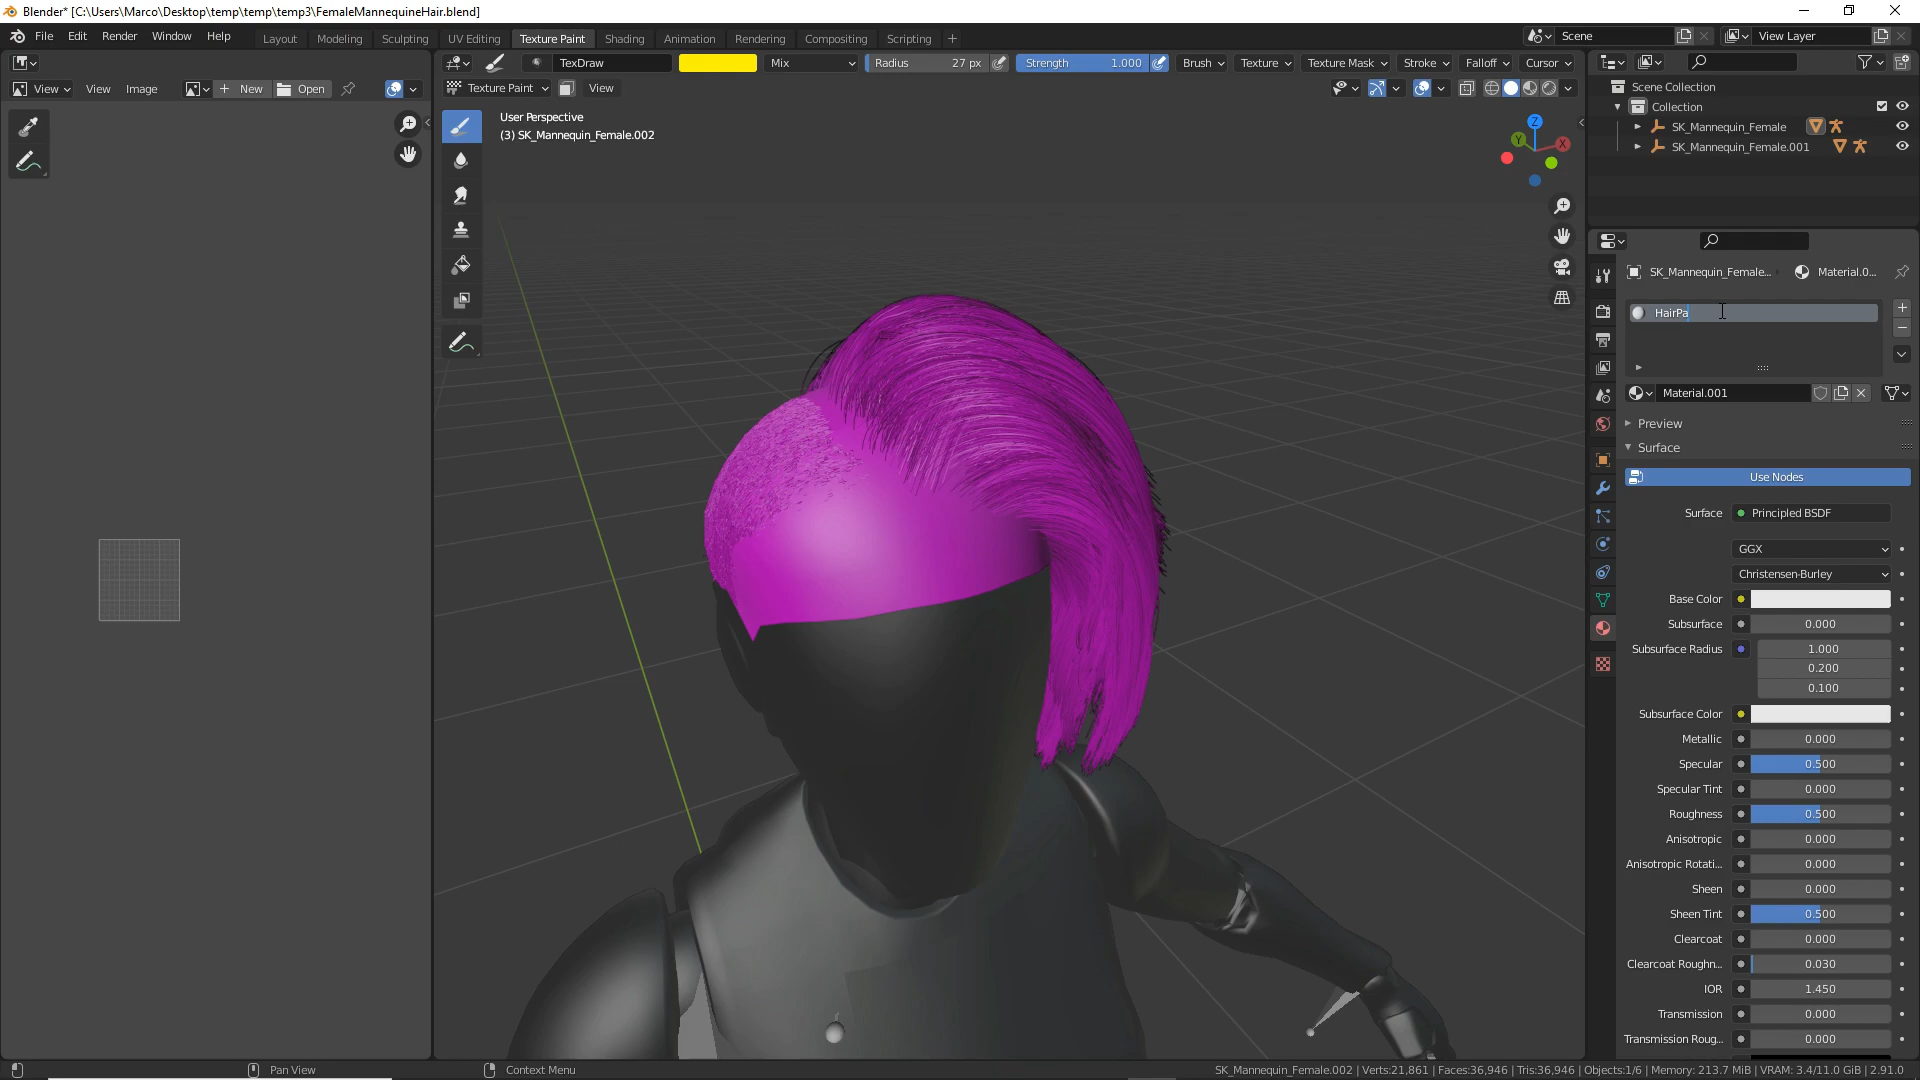 Blender* [C:\Users\Marco\Desktop\temp\temp\temp3\FemaleMannequineHair.blend]
File Edit Render Window Help Layout Modeling Sculpting UV Editing Texture Paint Shading Animation Rendering Compositing Scripting + Scene View Layer
TexDraw Mix Radius 27 px Strength 1.000 Brush Texture Texture Mask Stroke Falloff Cursor
View View Image + New Open Texture Paint View
User Perspective
(3) SK_Mannequin_Female.002
Z
Y
X
Scene Collection
Collection
SK_Mannequin_Female
SK_Mannequin_Female.001
SK_Mannequin_Female... Material.0...
HairPa
Material.001
Preview
Surface
Use Nodes
Surface Principled BSDF
GGX
Christensen-Burley
Base Color
Subsurface 0.000
Subsurface Radius 1.000
0.200
0.100
Subsurface Color
Metallic 0.000
Specular 0.500
Specular Tint 0.000
Roughness 0.500
Anisotropic 0.000
Anisotropic Rotati... 0.000
Sheen 0.000
Sheen Tint 0.500
Clearcoat 0.000
Clearcoat Roughn... 0.030
IOR 1.450
Transmission 0.000
Transmission Roug... 0.000
Pan View Context Menu SK_Mannequin_Female.002 | Verts:21,861 | Faces:36,946 | Tris:36,946 | Objects:1/6 | Memory: 213.7 MiB | VRAM: 3.4/11.0 GiB | 2.91.0